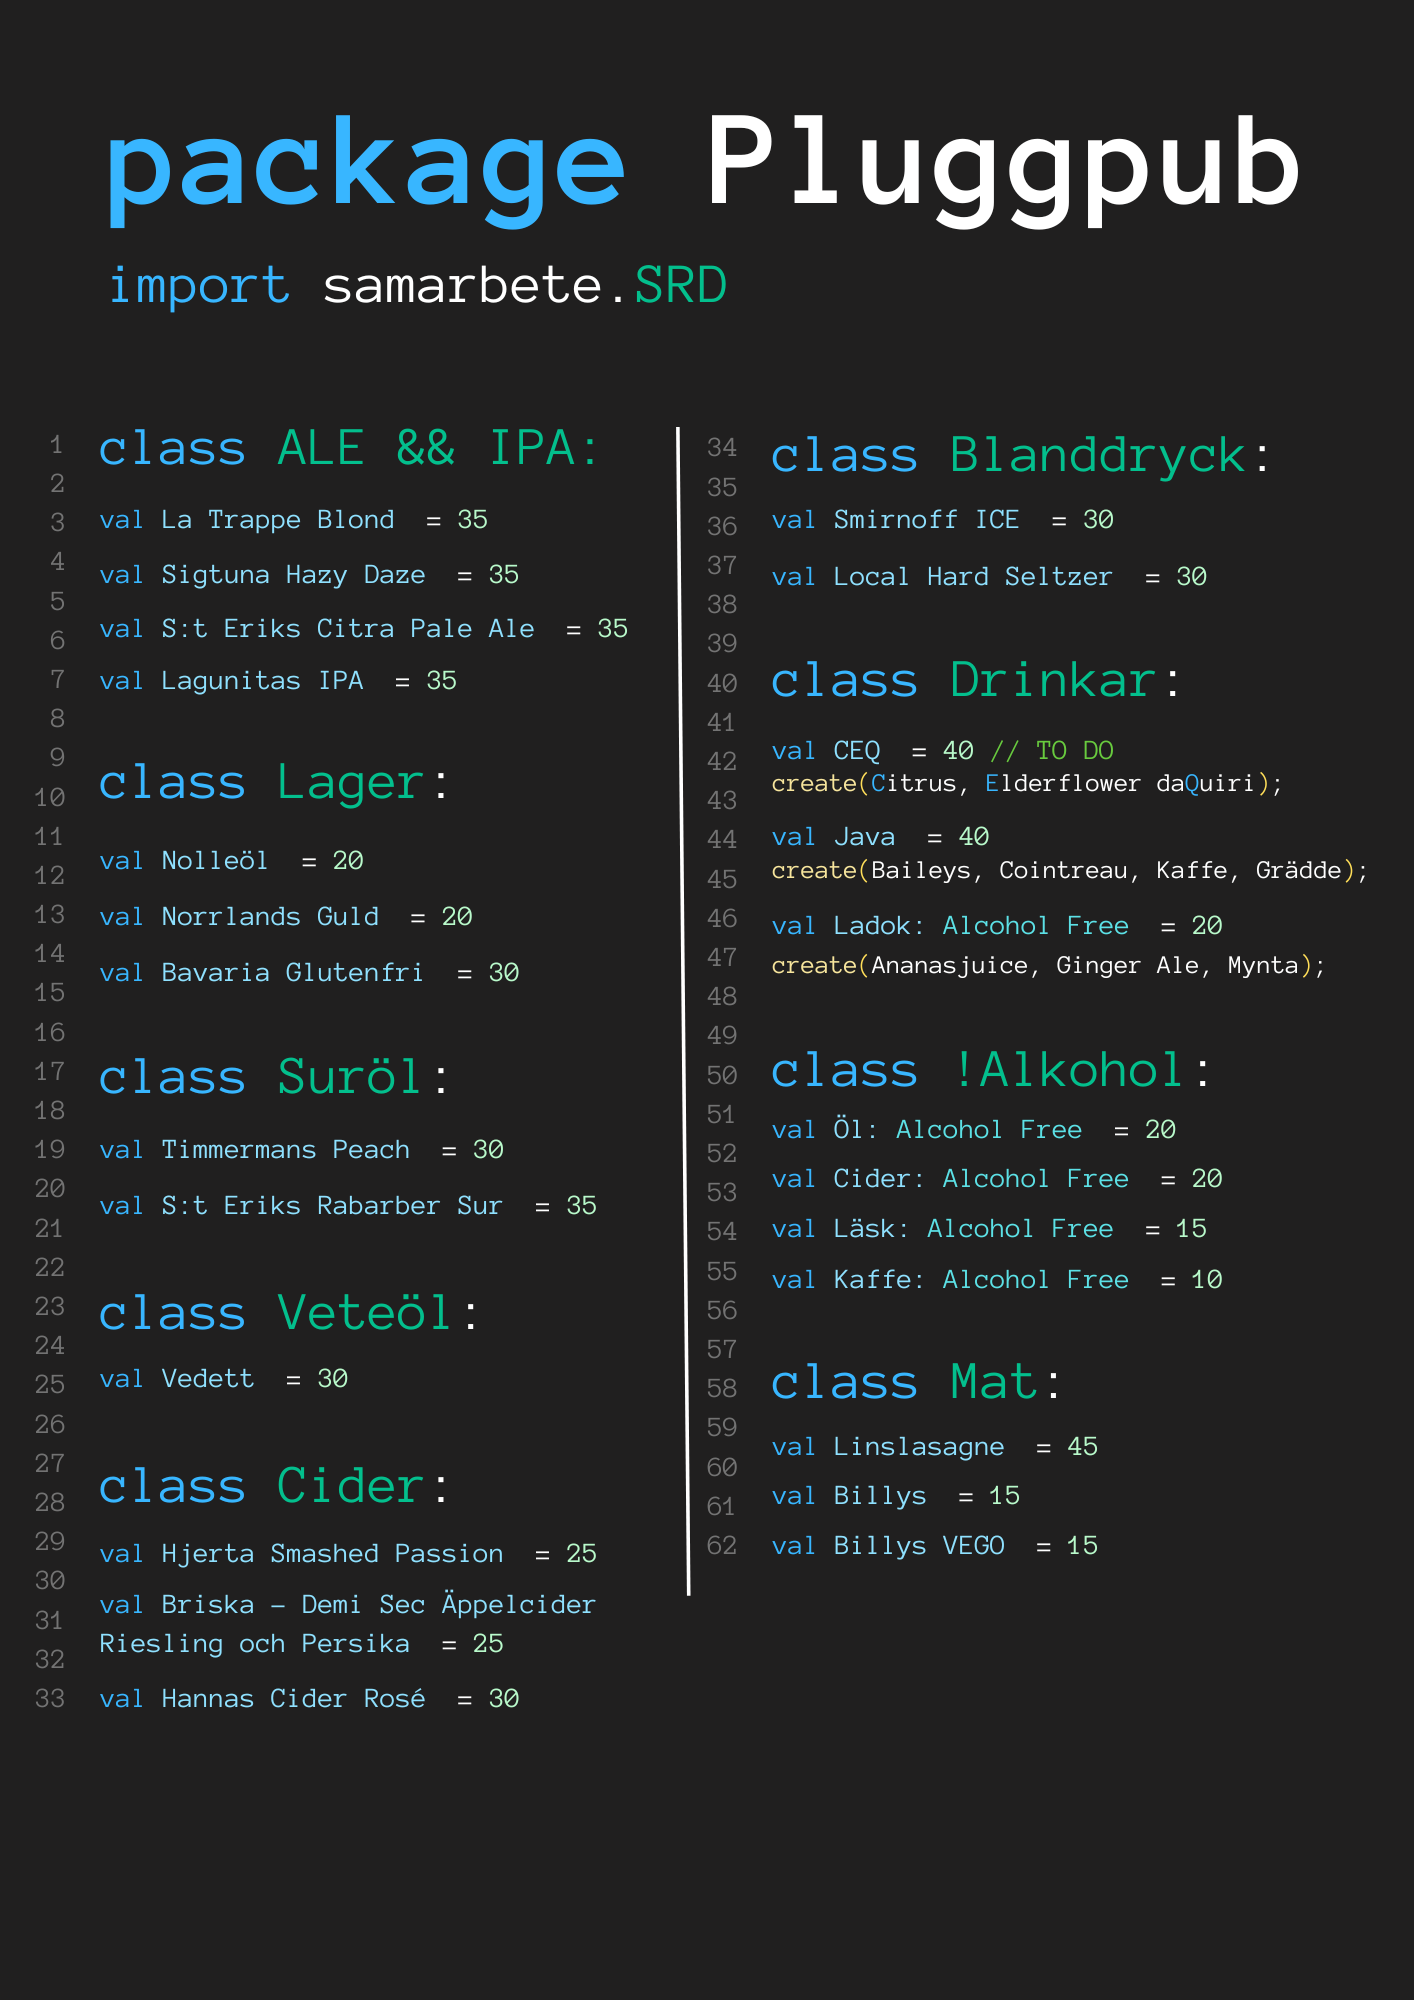 package Pluggpub
import samarbete.SRD
1 class ALE && IPA:
2
3 val La Trappe Blond = 35
4 val Sigtuna Hazy Daze = 35
5
6 val S:t Eriks Citra Pale Ale = 35
7 val Lagunitas IPA = 35
8
9
10 class Lager:
11
12 val Nolleöl = 20
13 val Norrlands Guld = 20
14
15 val Bavaria Glutenfri = 30
16
17 class Suröl:
18
19 val Timmermans Peach = 30
20
21 val S:t Eriks Rabarber Sur = 35
22
23 class Veteöl:
24
25 val Vedett = 30
26
27
28 class Cider:
29
30 val Hjerta Smashed Passion = 25
31 val Briska - Demi Sec Äppelcider
32 Riesling och Persika = 25
33 val Hannas Cider Rosé = 30
34 class Blanddryck:
35
36 val Smirnoff ICE = 30
37 val Local Hard Seltzer = 30
38
39
40 class Drinkar:
41
42 val CEQ = 40 // TO DO
43 create(Citrus, Elderflower daQuiri);
44 val Java = 40
45 create(Baileys, Cointreau, Kaffe, Grädde);
46 val Ladok: Alcohol Free = 20
47 create(Ananasjuice, Ginger Ale, Mynta);
48
49
50 class !Alkohol:
51 val Öl: Alcohol Free = 20
52
53 val Cider: Alcohol Free = 20
54 val Läsk: Alcohol Free = 15
55 val Kaffe: Alcohol Free = 10
56
57
58 class Mat:
59
60 val Linslasagne = 45
61 val Billys = 15
62 val Billys VEGO = 15